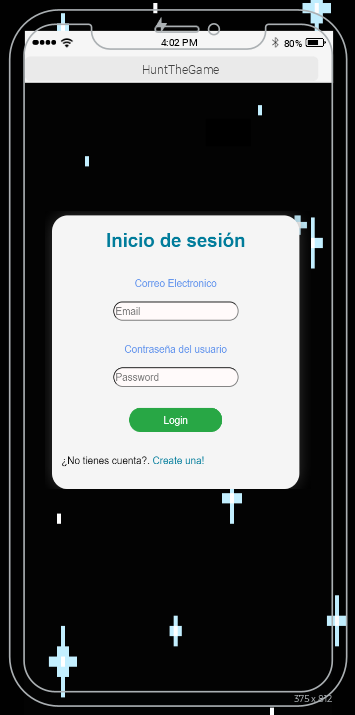 4:02 PM
80%
HuntTheGame
Inicio de sesión
Correo Electronico
Email
Contraseña del usuario
Password
Login
¿No tienes cuenta?. Create una!
375 x 812